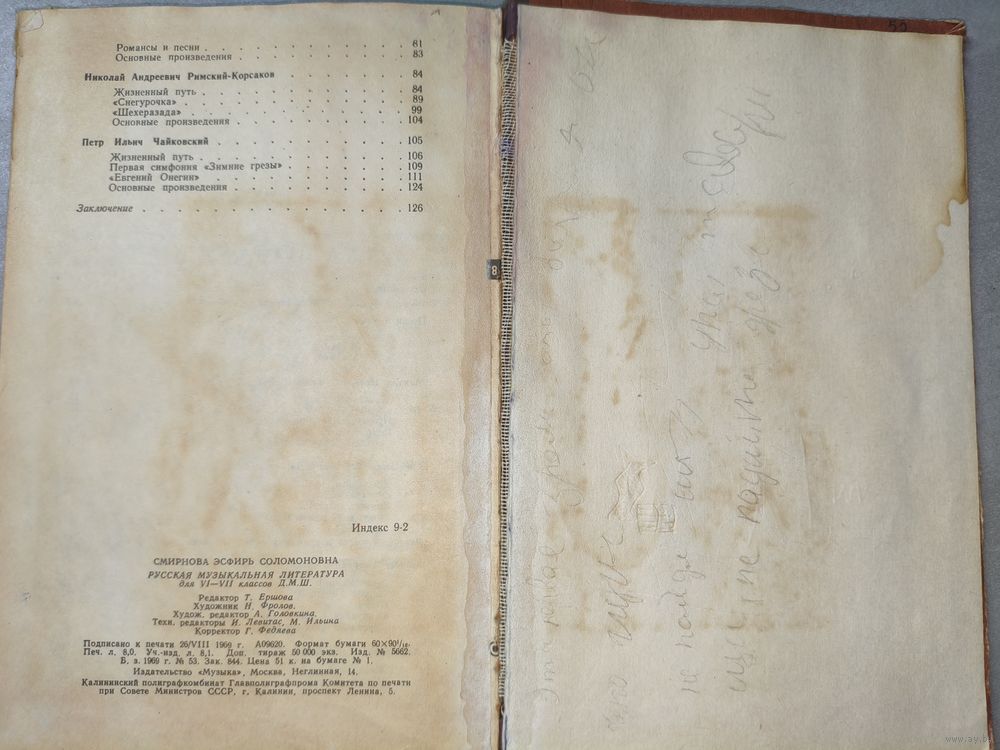 Романсы и песни . . . . . . . . . . . 81
Основные произведения . . . . . . . . . 83
Николай Андреевич Римский-Корсаков . . . . . . 84
Жизненный путь . . . . . . . . . . . 84
«Снегурочка» . . . . . . . . . . . . 89
«Шехеразада» . . . . . . . . . . . . 99
Основные произведения . . . . . . . . . 104
Петр Ильич Чайковский . . . . . . . . . 105
Жизненный путь . . . . . . . . . . . 106
Первая симфония «Зимние грезы» . . . . . . 109
«Евгений Онегин» . . . . . . . . . . . 111
Основные произведения . . . . . . . . . 124
Заключение . . . . . . . . . . . . . 126
Индекс 9-2
СМИРНОВА ЭСФИРЬ СОЛОМОНОВНА
РУССКАЯ МУЗЫКАЛЬНАЯ ЛИТЕРАТУРА
для VI—VII классов Д.М.Ш.
Редактор Т. Ершова
Художник Н. Фролов.
Худож. редактор А. Головкина.
Техн. редакторы И. Левитас, М. Ильина
Корректор Г. Федяева
Подписано к печати 26/VIII 1969 г. А09620. Формат бумаги 60×90¹/₁₆.
Печ. л. 8,0. Уч.-изд. л. 8,1. Доп. тираж 50 000 экз. Изд. № 5662.
Б. з. 1969 г. № 53. Зак. 844. Цена 51 к. на бумаге № 1.
Издательство «Музыка», Москва, Неглинная, 14.
Калининский полиграфкомбинат Главполиграфпрома Комитета по печати
при Совете Министров СССР, г. Калинин, проспект Ленина, 5.
8
55